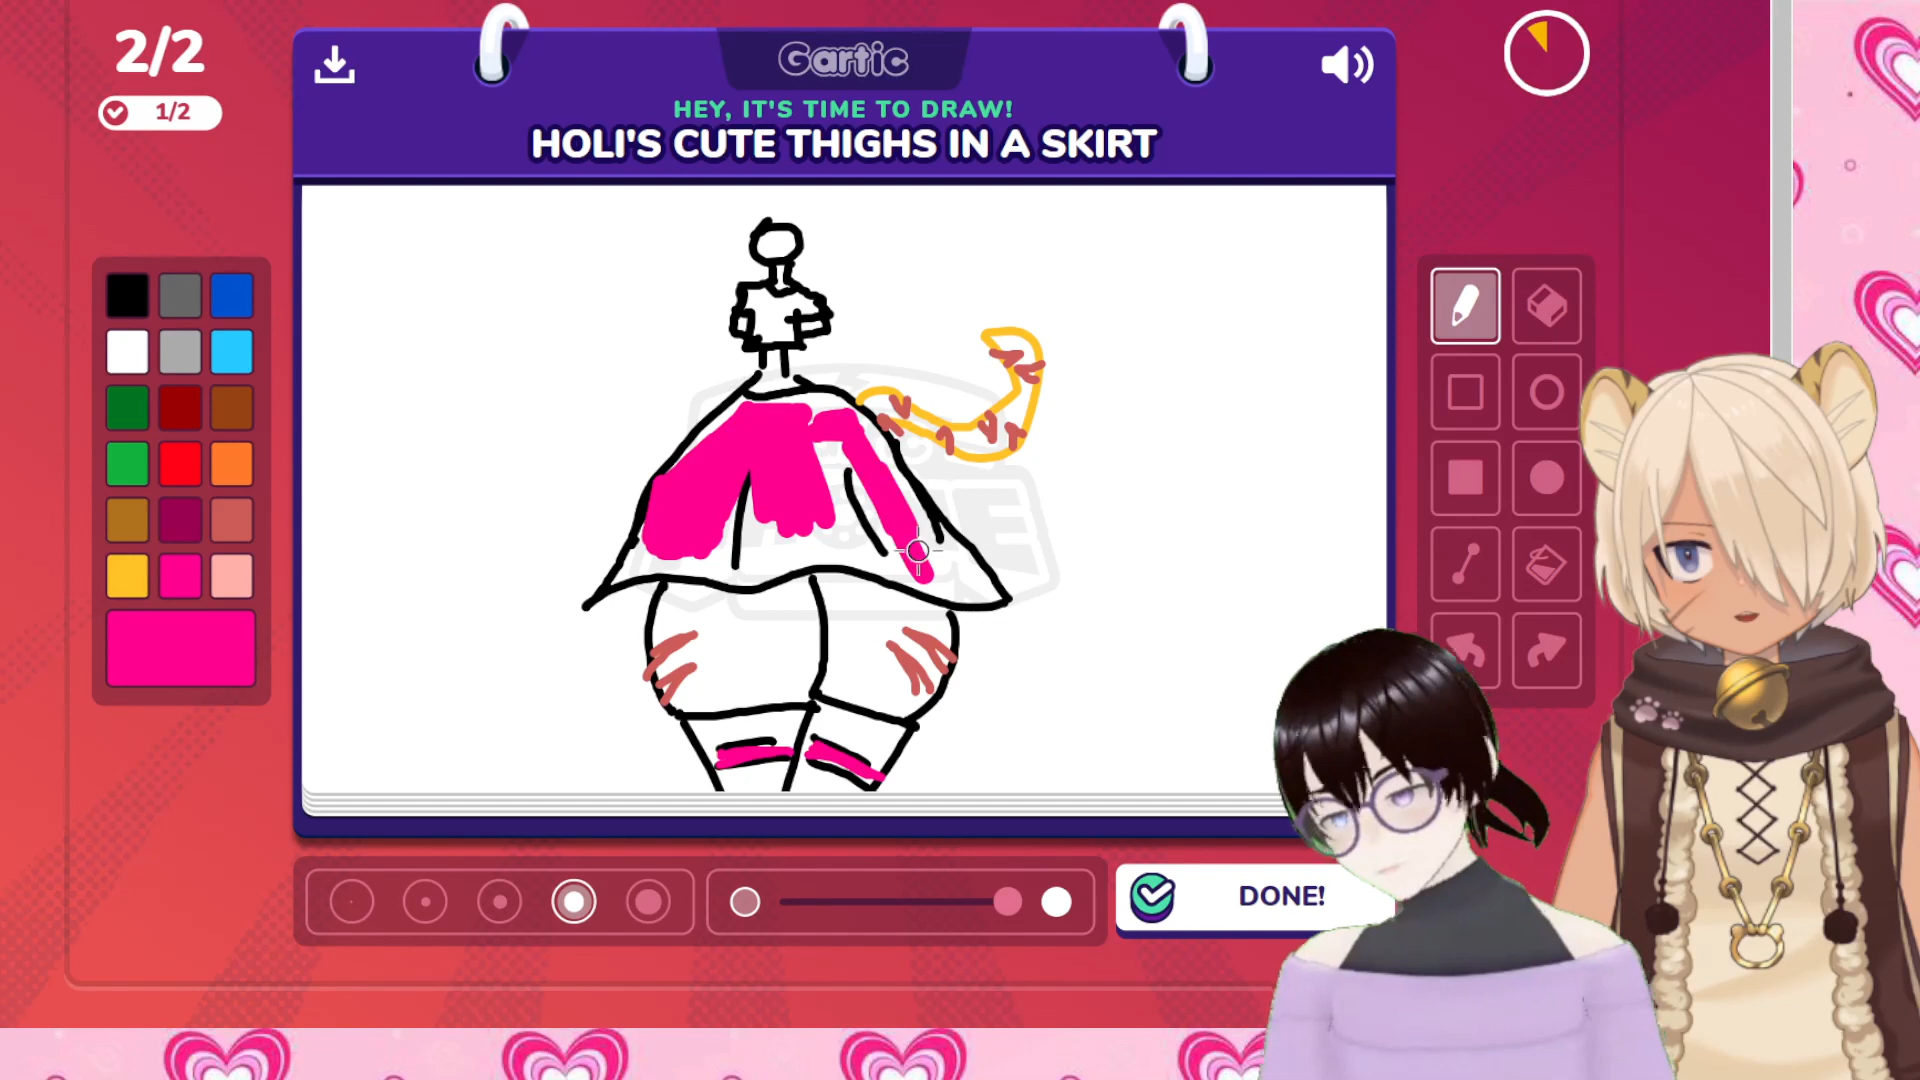 2/2
1/2
Gartic
HEY, IT'S TIME TO DRAW!
HOLI'S CUTE THIGHS IN A SKIRT
DONE!